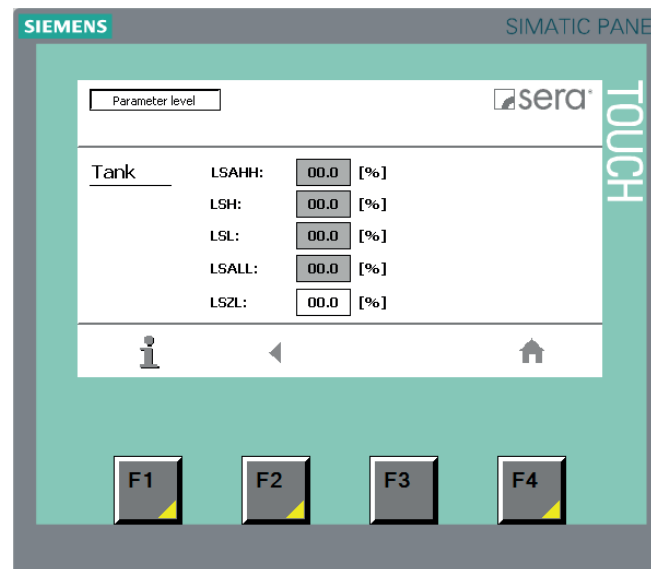 SIEMENS
SIMATIC PANE
TOUCH
Parameter level
sera
Tank
LSAHH: 00.0 [%]
LSH: 00.0 [%]
LSL: 00.0 [%]
LSALL: 00.0 [%]
LSZL: 00.0 [%]
F1 F2 F3 F4